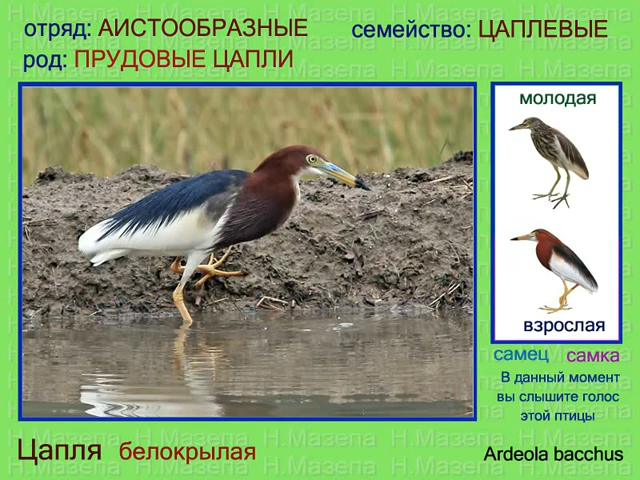 отряд: АИСТООБРАЗНЫЕ семейство: ЦАПЛЕВЫЕ
род: ПРУДОВЫЕ ЦАПЛИ
молодая
взрослая
самец самка
В данный момент
вы слышите голос
этой птицы
Цапля белокрылая Ardeola bacchus
Н.Мазепа